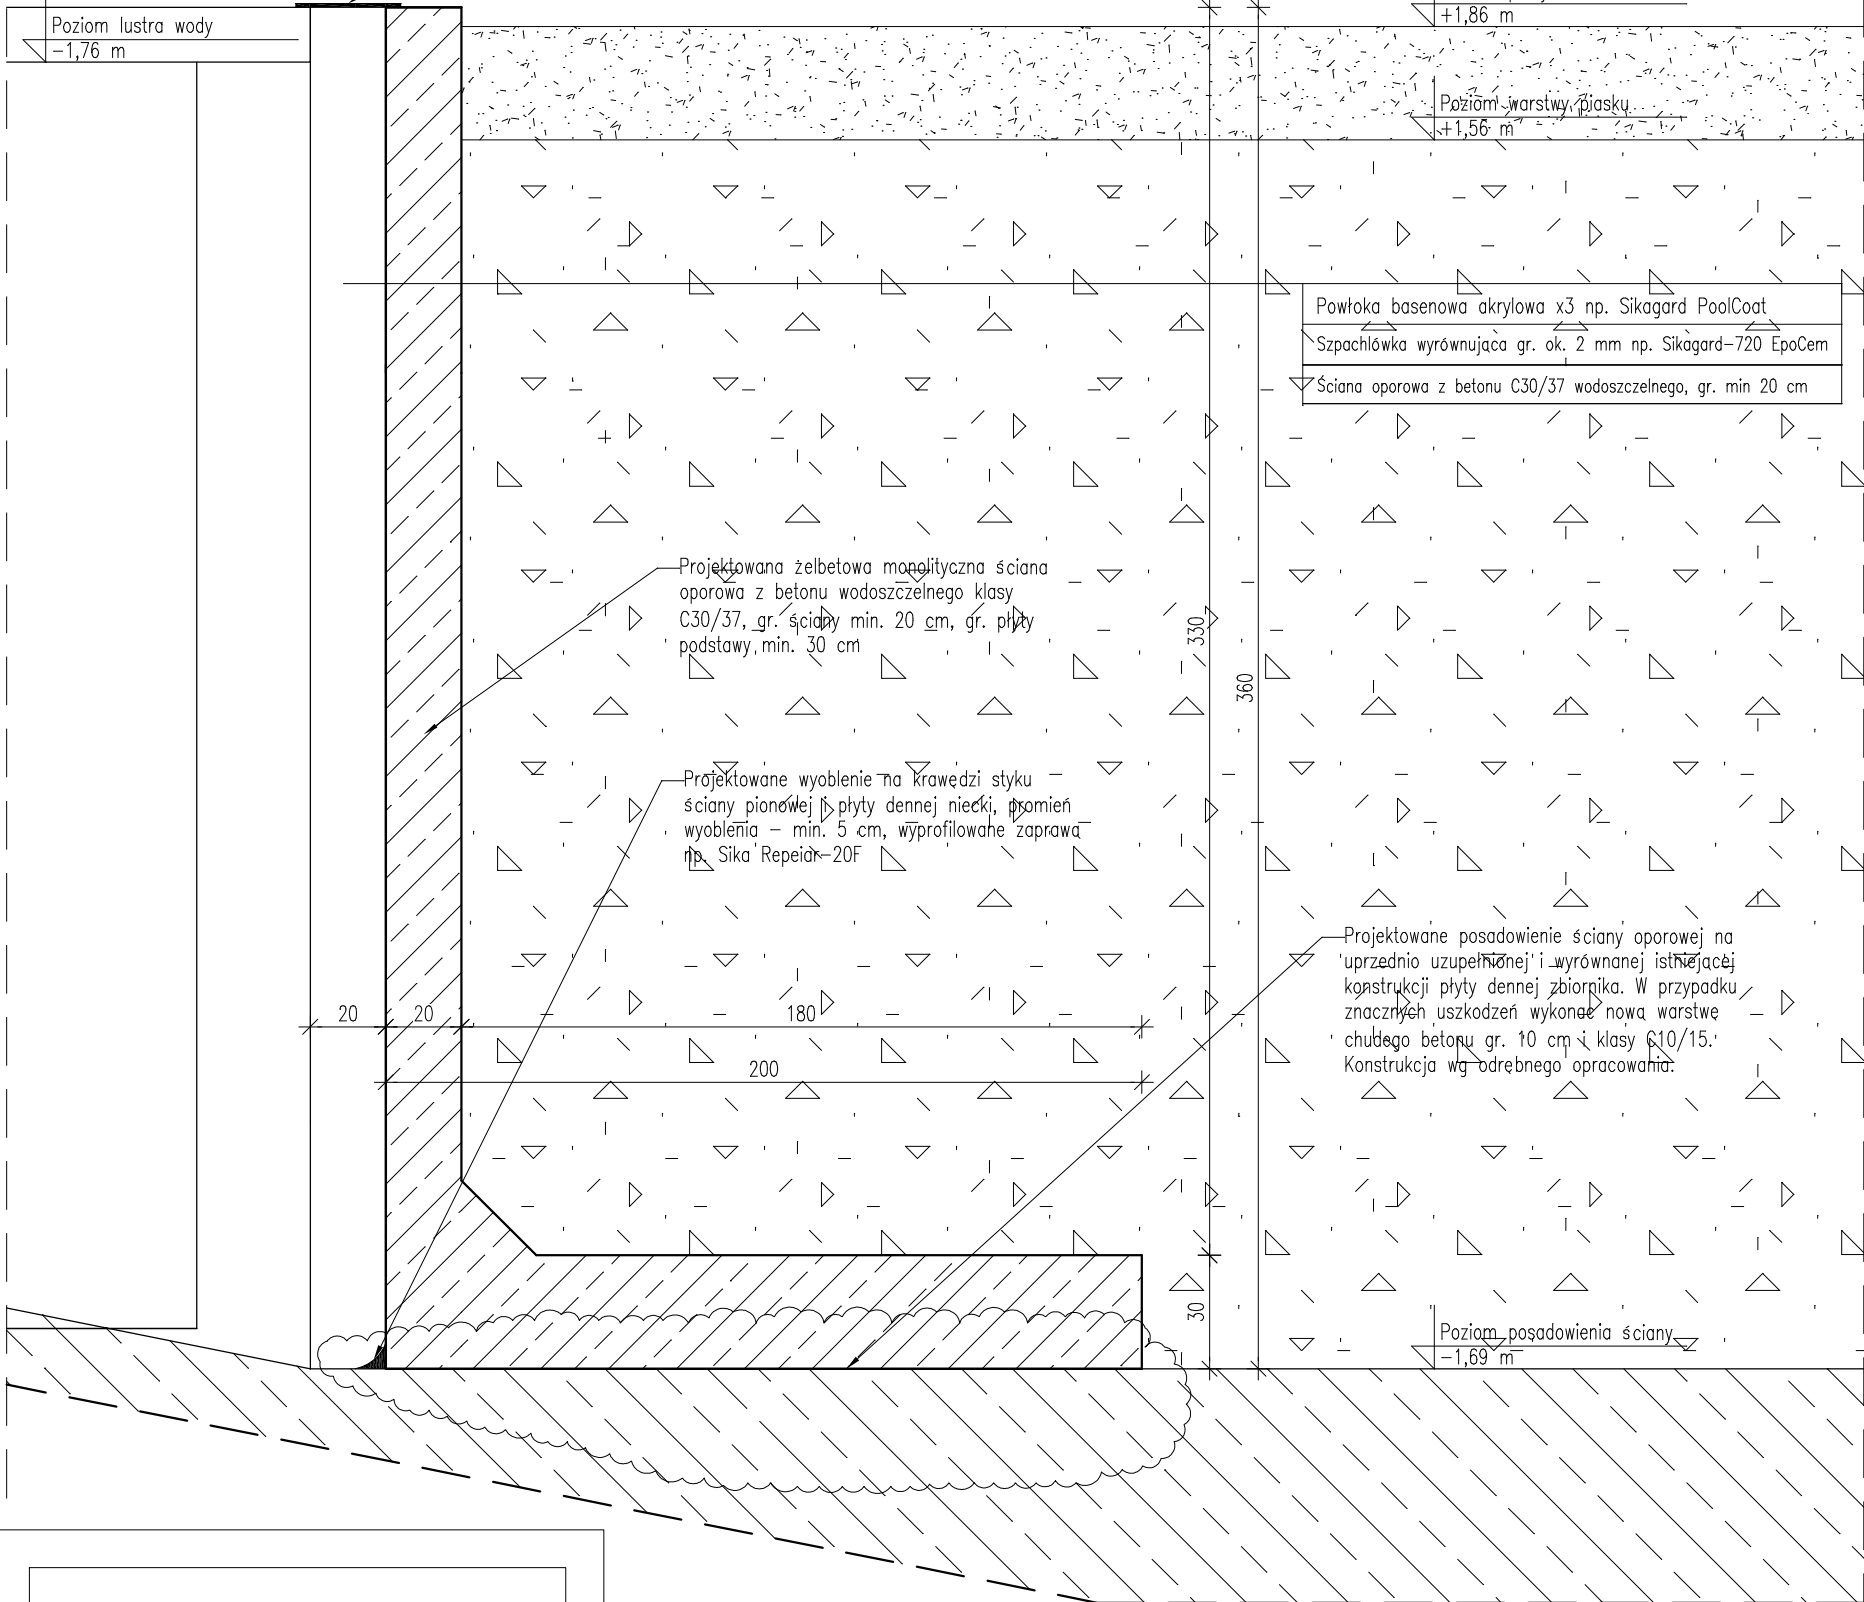 Poziom lustra wody
-1,76 m
+1,86 m
Poziom warstwy piasku
+1,56 m
Powłoka basenowa akrylowa x3 np. Sikagard PoolCoat
Szpachlówka wyrównująca gr. ok. 2 mm np. Sikagard-720 EpoCem
Ściana oporowa z betonu C30/37 wodoszczelnego, gr. min 20 cm
Projektowana żelbetowa monolityczna ściana
oporowa z betonu wodoszczelnego klasy
C30/37, gr. ściany min. 20 cm, gr. płyty
podstawy min. 30 cm
330
360
Projektowane wyoblenie na krawędzi styku
ściany pionowej i płyty dennej niecki, promień
wyoblenia - min. 5 cm, wyprofilowane zaprawą
np. Sika Repeiar-20F
Projektowane posadowienie ściany oporowej na
uprzednio uzupełnionej i wyrównanej istniejącej
konstrukcji płyty dennej zbiornika. W przypadku
znacznych uszkodzeń wykonać nową warstwę
chudego betonu gr. 10 cm i klasy C10/15.
Konstrukcja wg odrębnego opracowania.
20
20
180
200
30
Poziom posadowienia ściany
-1,69 m